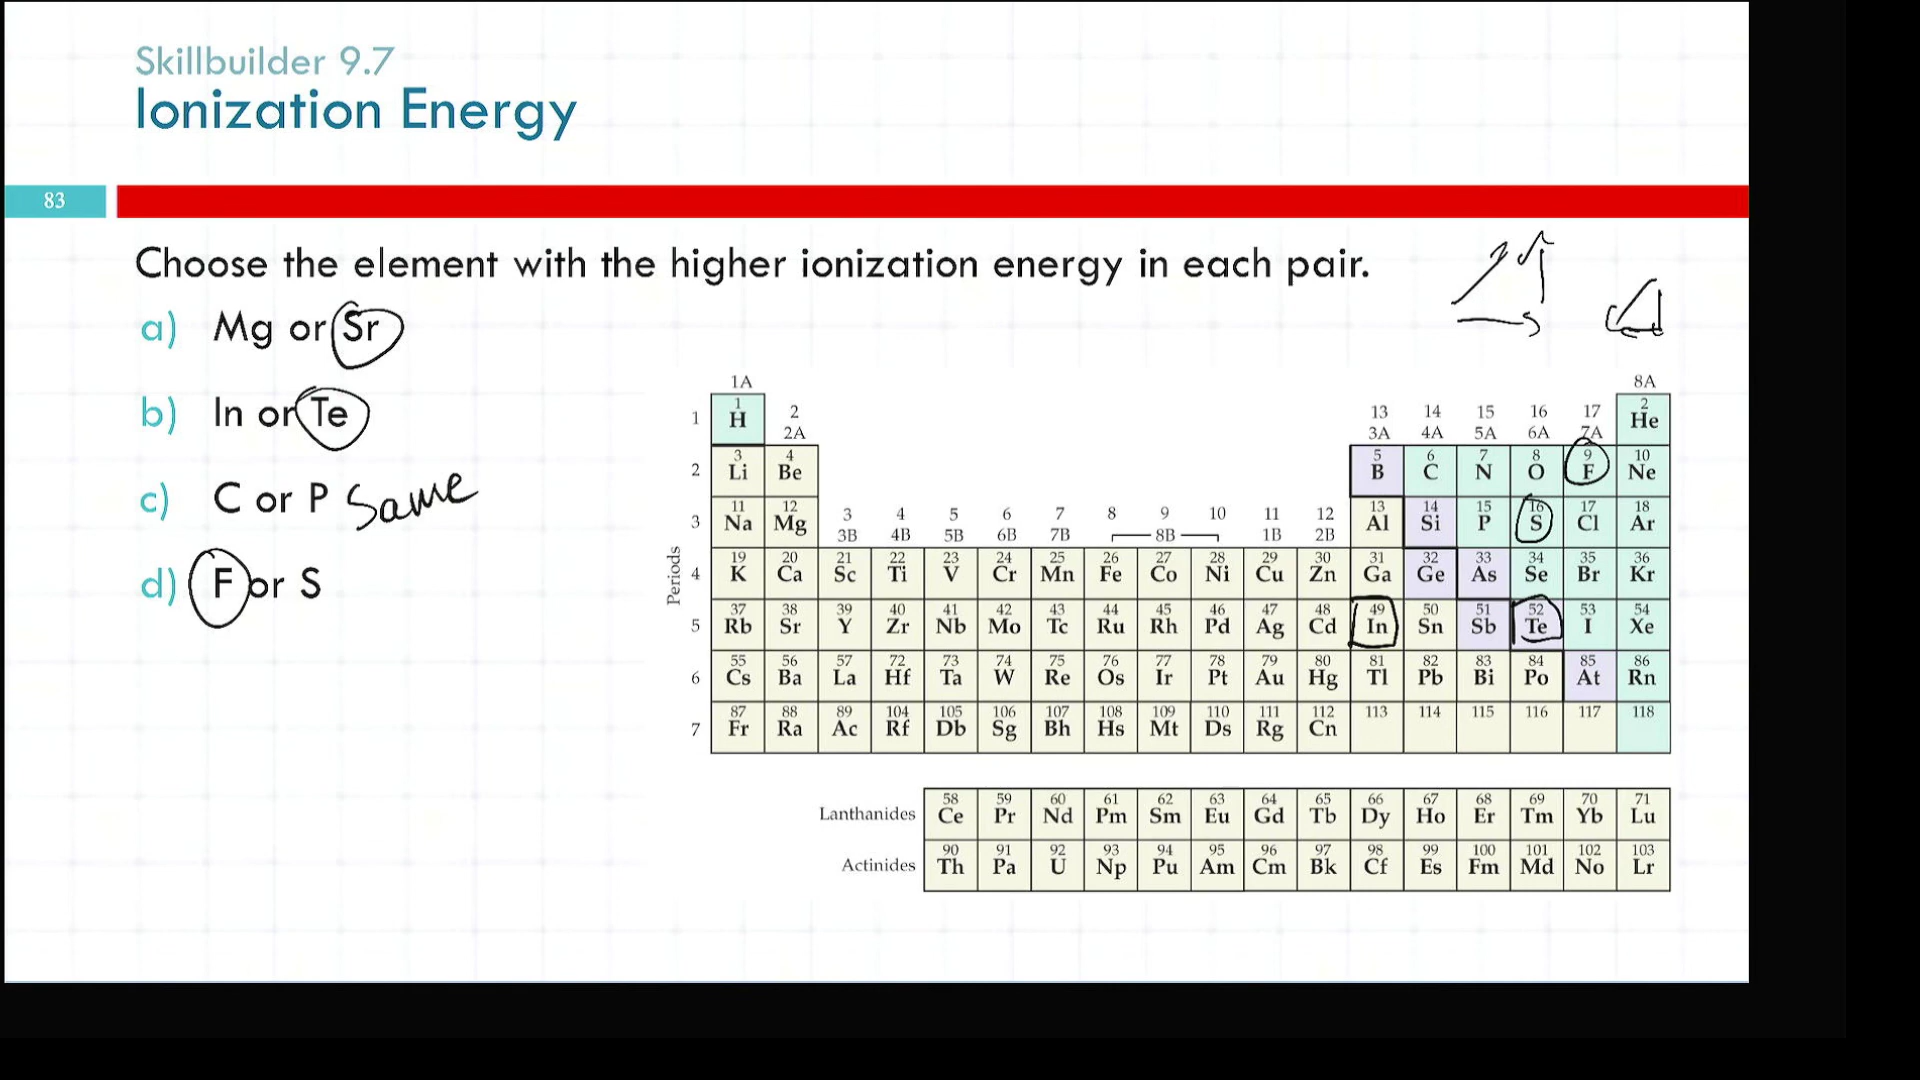 Skillbuilder 9.7
Ionization Energy
83
Choose the element with the higher ionization energy in each pair.
a) Mg or Sr
b) In or Te
c) C or P Same
d) F or S
1A 8A
1 1 H 2 13 14 15 16 17 2 He
2A 3A 4A 5A 6A 7A
2 3 Li 4 Be 5 B 6 C 7 N 8 O 9 F 10 Ne
3 11 Na 12 Mg 3 4 5 6 7 8 9 10 11 12 13 Al 14 Si 15 P 16 S 17 Cl 18 Ar
3B 4B 5B 6B 7B 8B 1B 2B
Periods
4 19 K 20 Ca 21 Sc 22 Ti 23 V 24 Cr 25 Mn 26 Fe 27 Co 28 Ni 29 Cu 30 Zn 31 Ga 32 Ge 33 As 34 Se 35 Br 36 Kr
5 37 Rb 38 Sr 39 Y 40 Zr 41 Nb 42 Mo 43 Tc 44 Ru 45 Rh 46 Pd 47 Ag 48 Cd 49 In 50 Sn 51 Sb 52 Te 53 I 54 Xe
6 55 Cs 56 Ba 57 La 72 Hf 73 Ta 74 W 75 Re 76 Os 77 Ir 78 Pt 79 Au 80 Hg 81 Tl 82 Pb 83 Bi 84 Po 85 At 86 Rn
7 87 Fr 88 Ra 89 Ac 104 Rf 105 Db 106 Sg 107 Bh 108 Hs 109 Mt 110 Ds 111 Rg 112 Cn 113 114 115 116 117 118
Lanthanides 58 Ce 59 Pr 60 Nd 61 Pm 62 Sm 63 Eu 64 Gd 65 Tb 66 Dy 67 Ho 68 Er 69 Tm 70 Yb 71 Lu
Actinides 90 Th 91 Pa 92 U 93 Np 94 Pu 95 Am 96 Cm 97 Bk 98 Cf 99 Es 100 Fm 101 Md 102 No 103 Lr